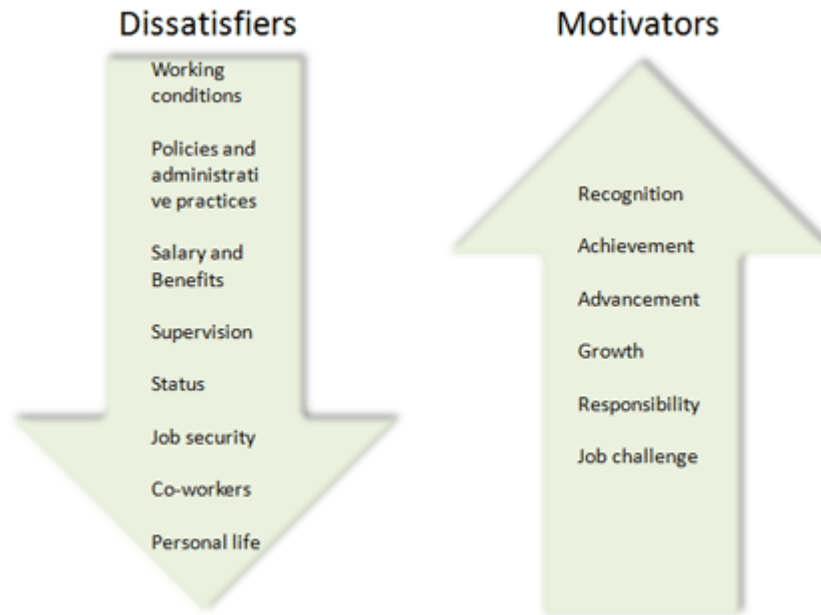 Dissatisfiers
Working
conditions
Policies and
administrati
ve practices
Salary and
Benefits
Supervision
Status
Job security
Co-workers
Personal life
Motivators
Recognition
Achievement
Advancement
Growth
Responsibility
Job challenge